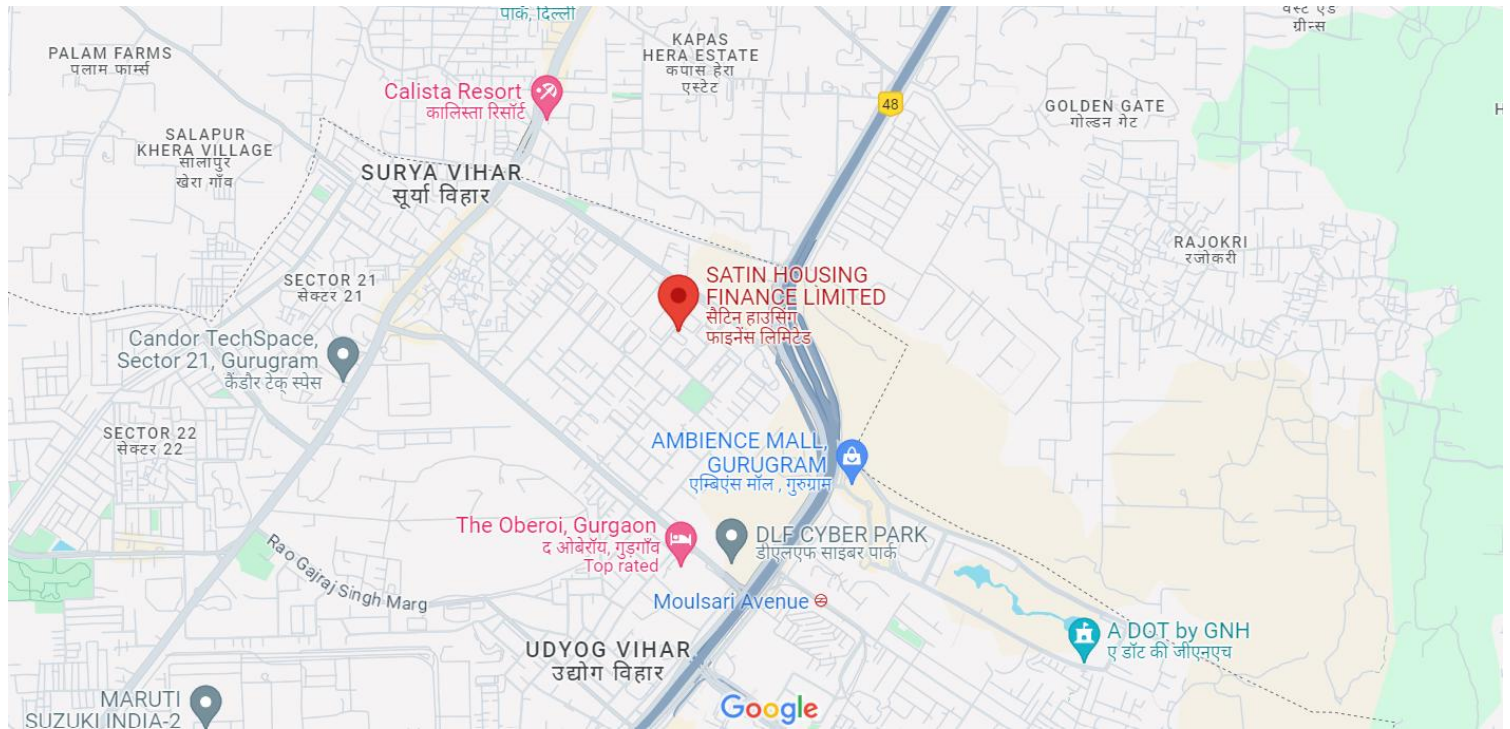 पार्क, दिल्ली
वेस्ट एंड
ग्रीन्स
PALAM FARMS
पलाम फार्म्स
KAPAS
HERA ESTATE
कपास हेरा
एस्टेट
Calista Resort
कालिस्ता रिसॉर्ट
48
GOLDEN GATE
गोल्डन गेट
H
SALAPUR
KHERA VILLAGE
सालापुर
खेरा गाँव
SURYA VIHAR
सूर्या विहार
RAJOKRI
रजोकरी
SECTOR 21
सेक्टर 21
SATIN HOUSING
FINANCE LIMITED
सैटिन हाउसिंग
फाइनेंस लिमिटेड
Candor TechSpace,
Sector 21, Gurugram
कैंडौर टेक् स्पेस
SECTOR 22
सेक्टर 22
AMBIENCE MALL,
GURUGRAM
एम्बिएंस मॉल , गुरुग्राम
The Oberoi, Gurgaon
द ओबेरॉय, गुड़गाँव
Top rated
DLF CYBER PARK
डीएलएफ साइबर पार्क
Rao Gajraj Singh Marg
Moulsari Avenue
A DOT by GNH
ए डॉट की जीएनएच
UDYOG VIHAR
उद्योग विहार
MARUTI
SUZUKI INDIA-2
Google